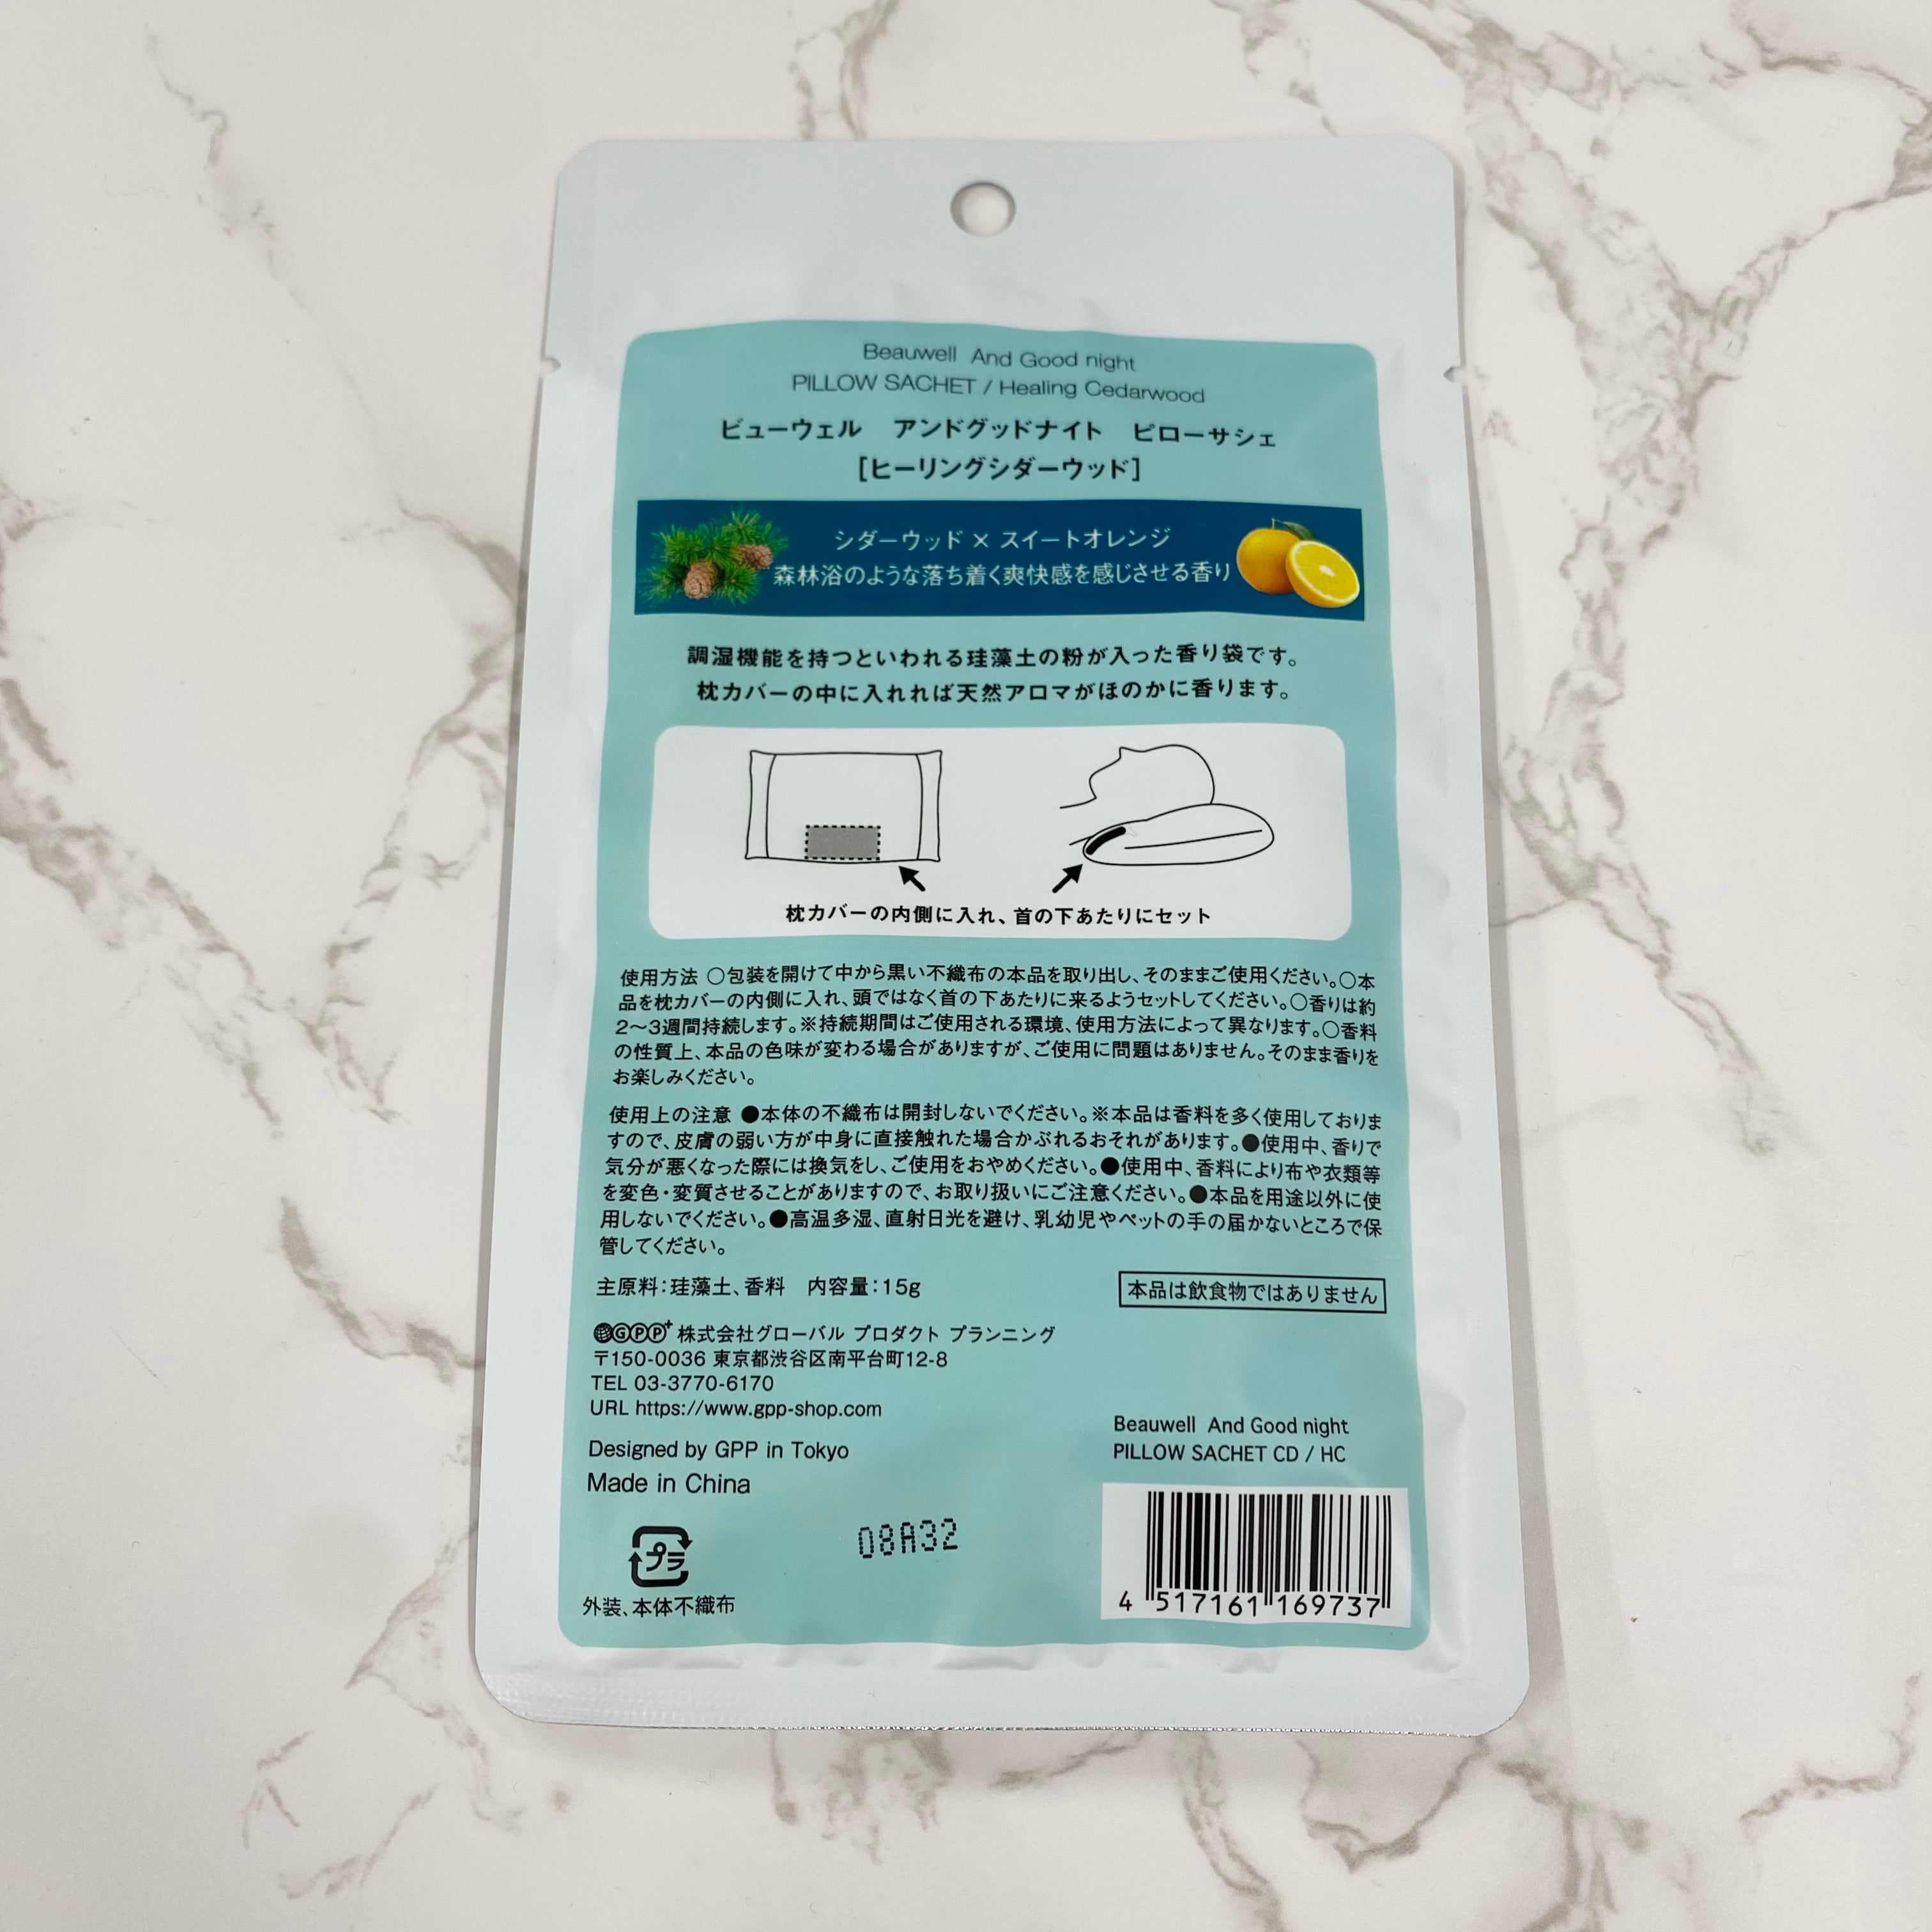 Beauwell And Good night
PILLOW SACHET / Healing Cedarwood
ビューウェル アンドグッドナイト ピローサシェ
[ヒーリングシダーウッド]
シダーウッド × スイートオレンジ
森林浴のような落ち着く爽快感を感じさせる香り
調湿機能を持つといわれる珪藻土の粉が入った香り袋です。
枕カバーの中に入れれば天然アロマがほのかに香ります。
枕カバーの内側に入れ、首の下あたりにセット
使用方法 ○包装を開けて中から黒い不織布の本品を取り出し、そのままご使用ください。○本
品を枕カバーの内側に入れ、頭ではなく首の下あたりに来るようセットしてください。○香りは約
2〜3週間持続します。※持続期間はご使用される環境、使用方法によって異なります。○香料
の性質上、本品の色味が変わる場合がありますが、ご使用に問題はありません。そのまま香りを
お楽しみください。
使用上の注意 ●本体の不織布は開封しないでください。※本品は香料を多く使用しておりま
すので、皮膚の弱い方が中身に直接触れた場合かぶれるおそれがあります。●使用中、香りで
気分が悪くなった際には換気をし、ご使用をおやめください。●使用中、香料により布や衣類等
を変色・変質させることがありますので、お取り扱いにご注意ください。●本品を用途以外に使
用しないでください。●高温多湿、直射日光を避け、乳幼児やペットの手の届かないところで保
管してください。
主原料：珪藻土、香料 内容量：15g
本品は飲食物ではありません
GPP+ 株式会社グローバル プロダクト プランニング
〒150-0036 東京都渋谷区南平台町12-8
TEL 03-3770-6170
URL https://www.gpp-shop.com
Designed by GPP in Tokyo
Made in China
Beauwell And Good night
PILLOW SACHET CD / HC
プラ
外装、本体不織布
08A32
4 517161 169737